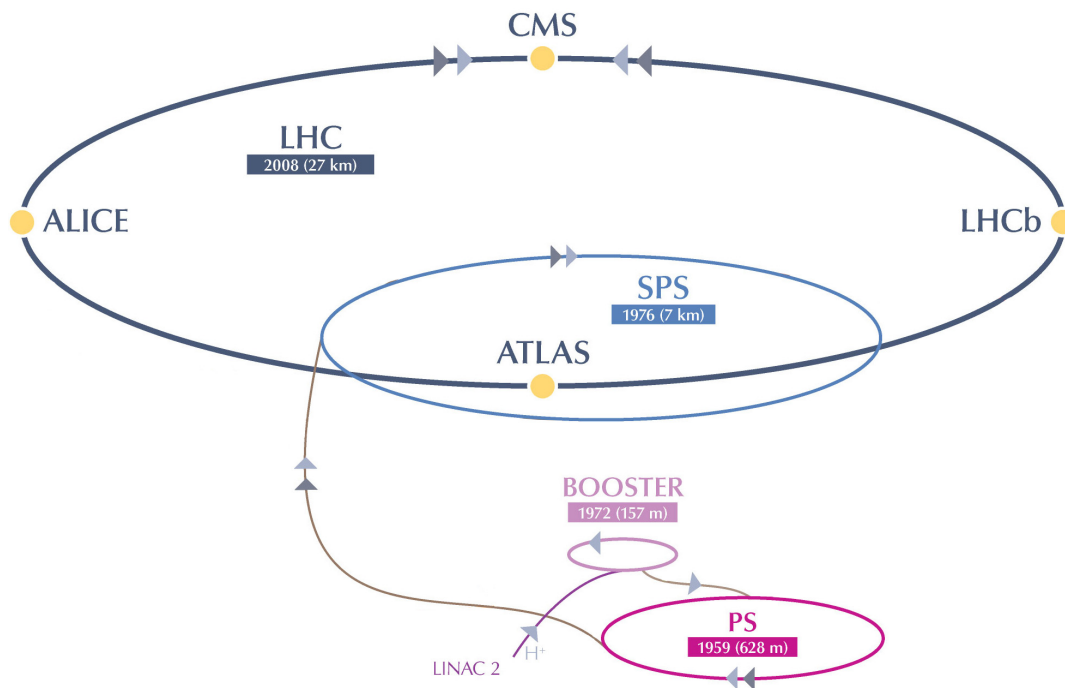 CMS
LHC
2008 (27 km)
ALICE
LHCb
SPS
1976 (7 km)
ATLAS
BOOSTER
1972 (157 m)
PS
1959 (628 m)
H⁺
LINAC 2